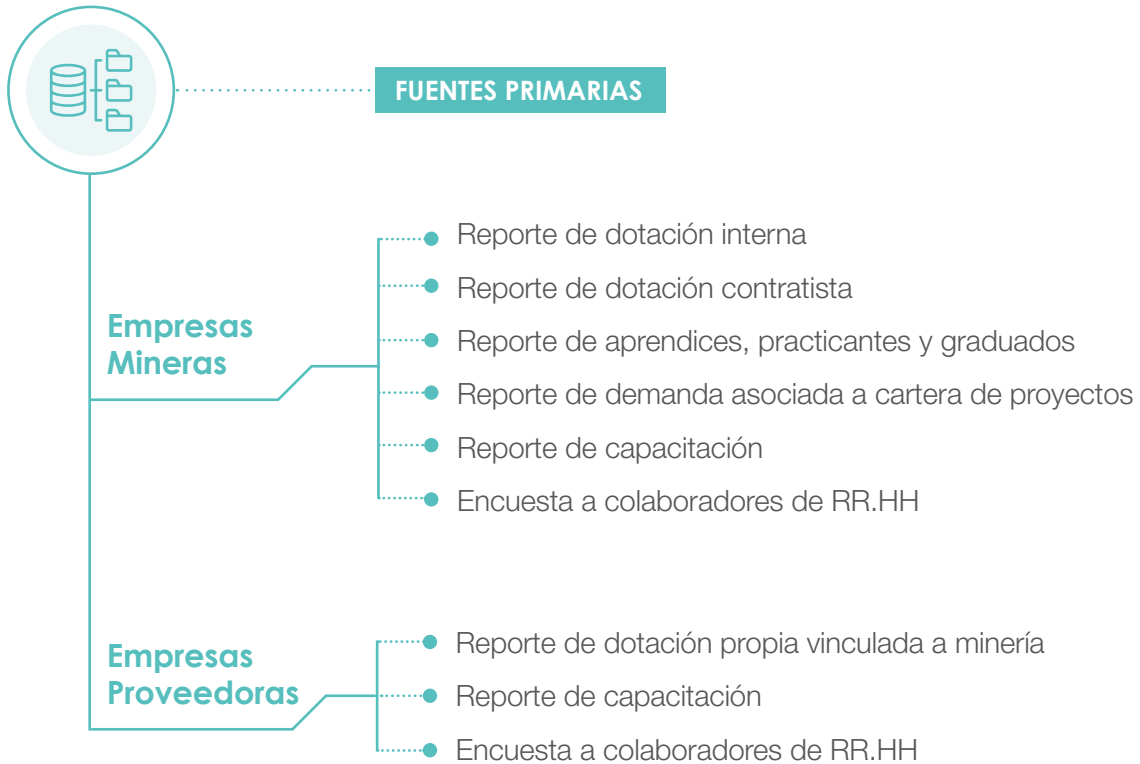 FUENTES PRIMARIAS
Empresas
Mineras
Reporte de dotación interna
Reporte de dotación contratista
Reporte de aprendices, practicantes y graduados
Reporte de demanda asociada a cartera de proyectos
Reporte de capacitación
Encuesta a colaboradores de RR.HH
Empresas
Proveedoras
Reporte de dotación propia vinculada a minería
Reporte de capacitación
Encuesta a colaboradores de RR.HH